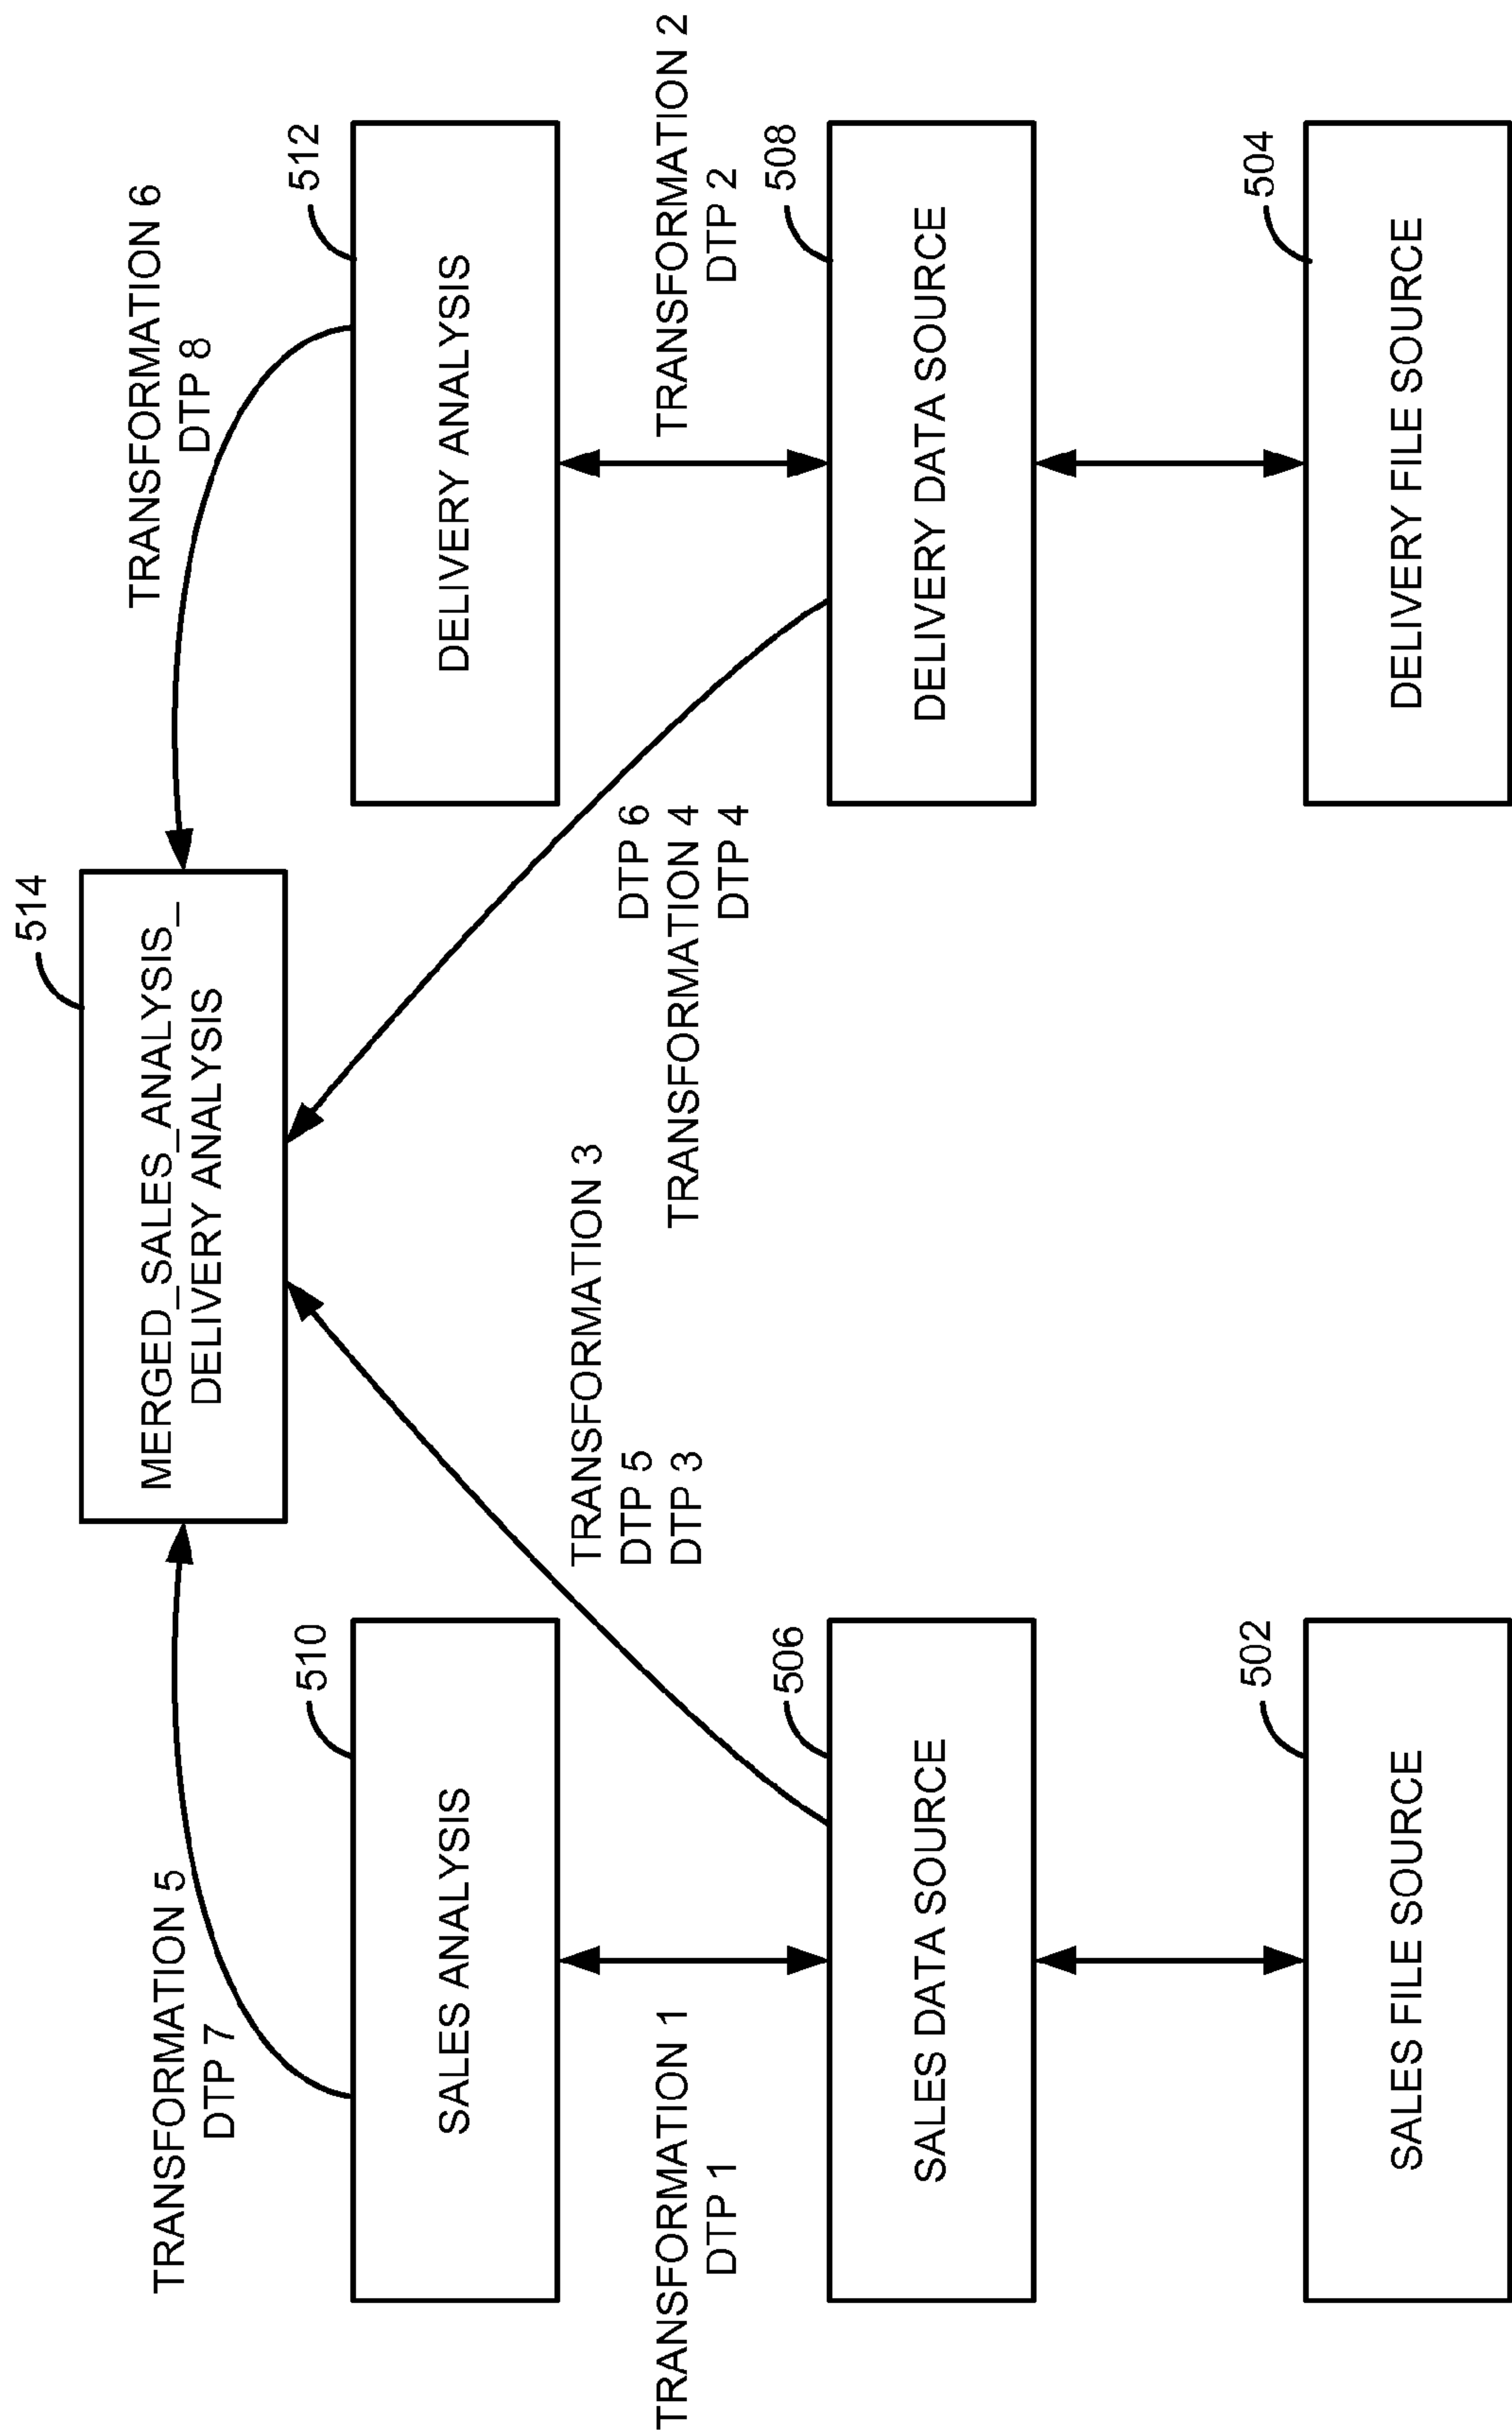 514
MERGED_SALES_ANALYSIS_
DELIVERY ANALYSIS
TRANSFORMATION 5
DTP 7
TRANSFORMATION 6
DTP 8
510
SALES ANALYSIS
512
DELIVERY ANALYSIS
TRANSFORMATION 1
DTP 1
TRANSFORMATION 3
DTP 5
DTP 3
DTP 6
TRANSFORMATION 4
DTP 4
TRANSFORMATION 2
DTP 2
506
SALES DATA SOURCE
508
DELIVERY DATA SOURCE
502
SALES FILE SOURCE
504
DELIVERY FILE SOURCE